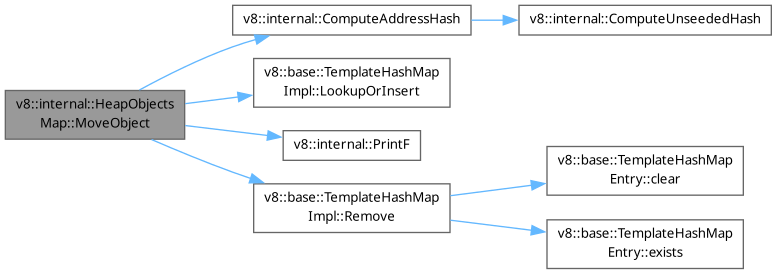 v8::internal::HeapObjects
Map::MoveObject
v8::internal::ComputeAddressHash
v8::internal::ComputeUnseededHash
v8::base::TemplateHashMap
Impl::LookupOrInsert
v8::internal::PrintF
v8::base::TemplateHashMap
Impl::Remove
v8::base::TemplateHashMap
Entry::clear
v8::base::TemplateHashMap
Entry::exists